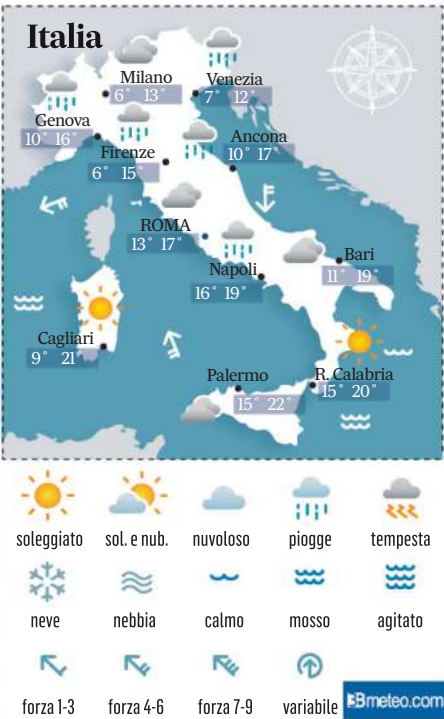 Italia
Milano
6° 13°
Venezia
7° 12°
Genova
10° 16°
Firenze
6° 15°
Ancona
10° 17°
ROMA
13° 17°
Napoli
16° 19°
Bari
11° 19°
Cagliari
9° 21°
Palermo
15° 22°
R. Calabria
15° 20°
soleggiato sol. e nub. nuvoloso piogge tempesta
neve nebbia calmo mosso agitato
forza 1-3 forza 4-6 forza 7-9 variabile
3Bmeteo.com